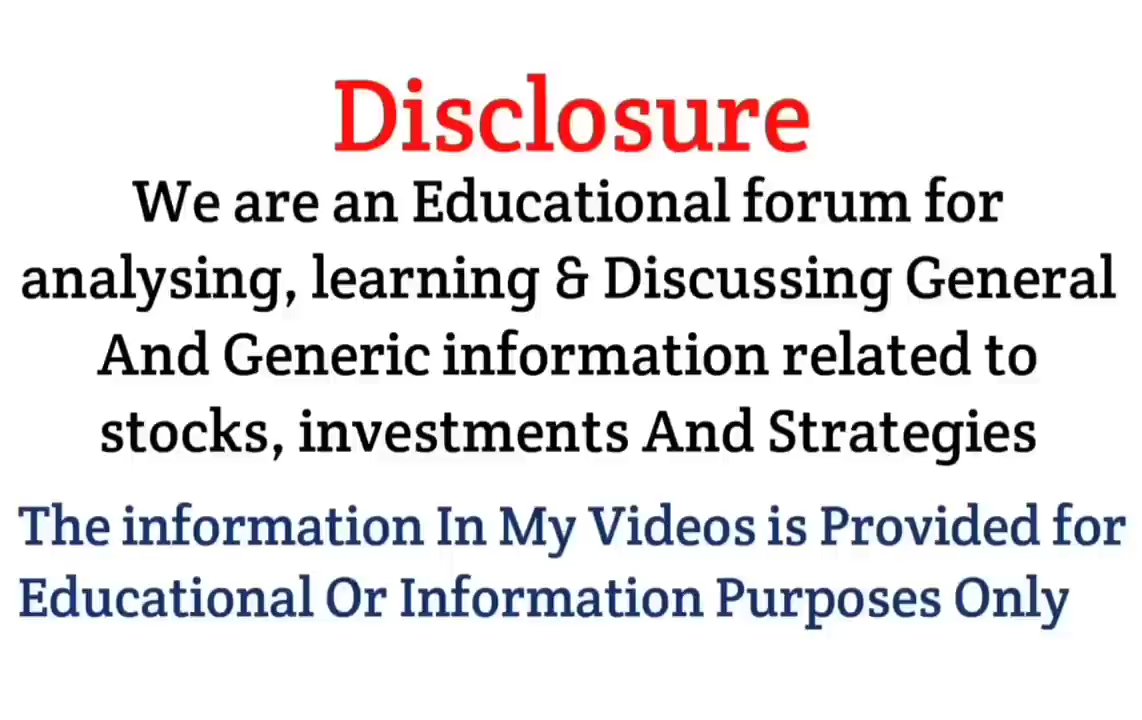 Disclosure
We are an Educational forum for
analysing, learning & Discussing General
And Generic information related to
stocks, investments And Strategies
The information In My Videos is Provided for
Educational Or Information Purposes Only